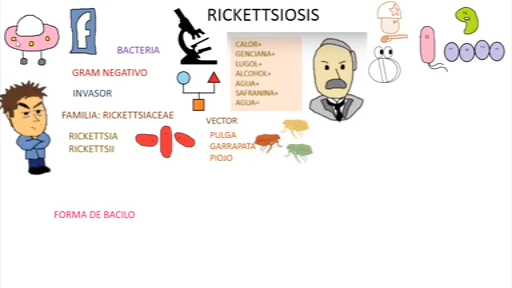 RICKETTSIOSIS
BACTERIA
GRAM NEGATIVO
INVASOR
FAMILIA: RICKETTSIACEAE
RICKETTSIA
RICKETTSII
CALOR+
GENCIANA+
LUGOL+
ALCOHOL+
AGUA+
SAFRANINA+
AGUA+
VECTOR
PULGA
GARRAPATA
PIOJO
FORMA DE BACILO